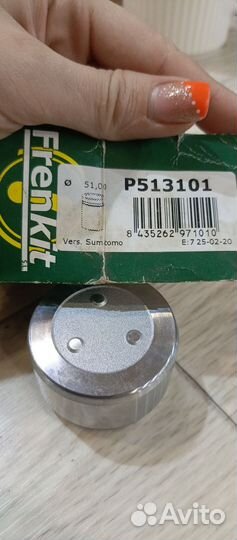 Frenkit
Ø 51,00
P513101
8 435262 971010
Vers. Sumitomo
E:7 25-02-20
Avito